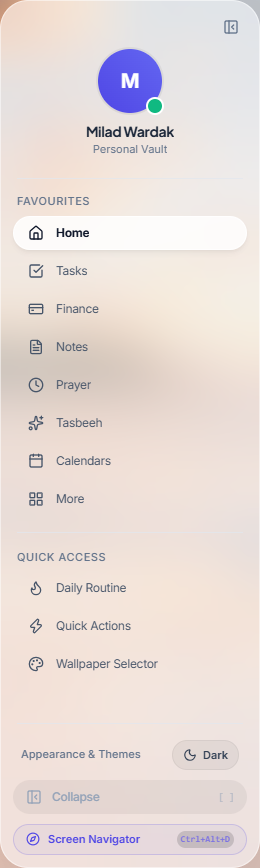 M
Milad Wardak
Personal Vault
FAVOURITES
Home
Tasks
Finance
Notes
Prayer
Tasbeeh
Calendars
More
QUICK ACCESS
Daily Routine
Quick Actions
Wallpaper Selector
Appearance & Themes Dark
Collapse [ ]
Screen Navigator Ctrl+Alt+D